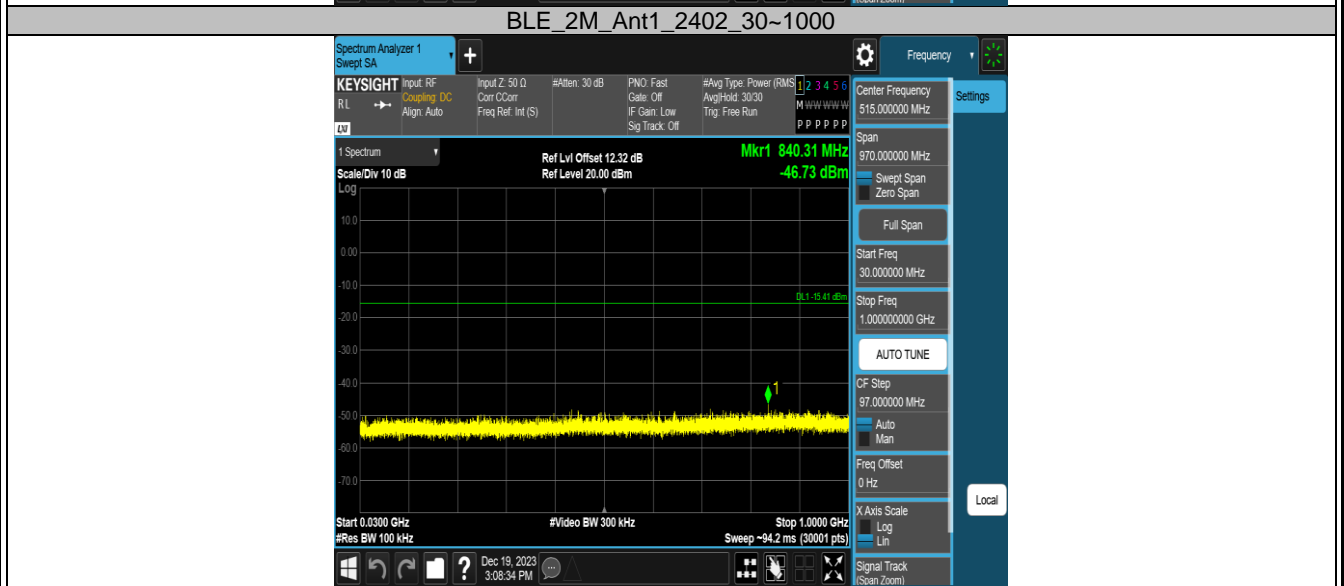 (Span Zoom)
BLE_2M_Ant1_2402_30~1000
Spectrum Analyzer 1
Swept SA
Frequency
KEYSIGHT
RL
LXI
Input: RF
Coupling: DC
Align: Auto
Input Z: 50 Ω
Corr CCorr
Freq Ref: Int (S)
#Atten: 30 dB
PNO: Fast
Gate: Off
IF Gain: Low
Sig Track: Off
#Avg Type: Power (RMS
Avg|Hold: 30/30
Trig: Free Run
1 2 3 4 5 6
M W W W W W
P P P P P P
1 Spectrum
Scale/Div 10 dB
Log
Ref Lvl Offset 12.32 dB
Ref Level 20.00 dBm
Mkr1 840.31 MHz
-46.73 dBm
10.0
0.00
-10.0
DL1 -15.41 dBm
-20.0
-30.0
-40.0
1
-50.0
-60.0
-70.0
Start 0.0300 GHz
#Res BW 100 kHz
#Video BW 300 kHz
Stop 1.0000 GHz
Sweep ~94.2 ms (30001 pts)
Dec 19, 2023
3:08:34 PM
Center Frequency
515.000000 MHz
Settings
Span
970.000000 MHz
Swept Span
Zero Span
Full Span
Start Freq
30.000000 MHz
Stop Freq
1.000000000 GHz
AUTO TUNE
CF Step
97.000000 MHz
Auto
Man
Freq Offset
0 Hz
Local
X Axis Scale
Log
Lin
Signal Track
(Span Zoom)